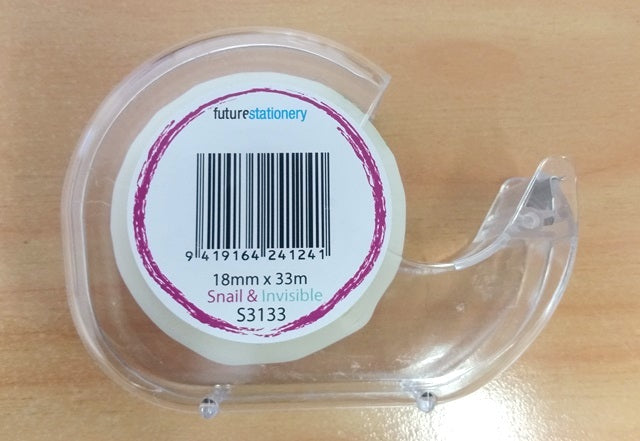 futurestationery
9 419164 241241
18mm x 33m
Snail & Invisible
S3133